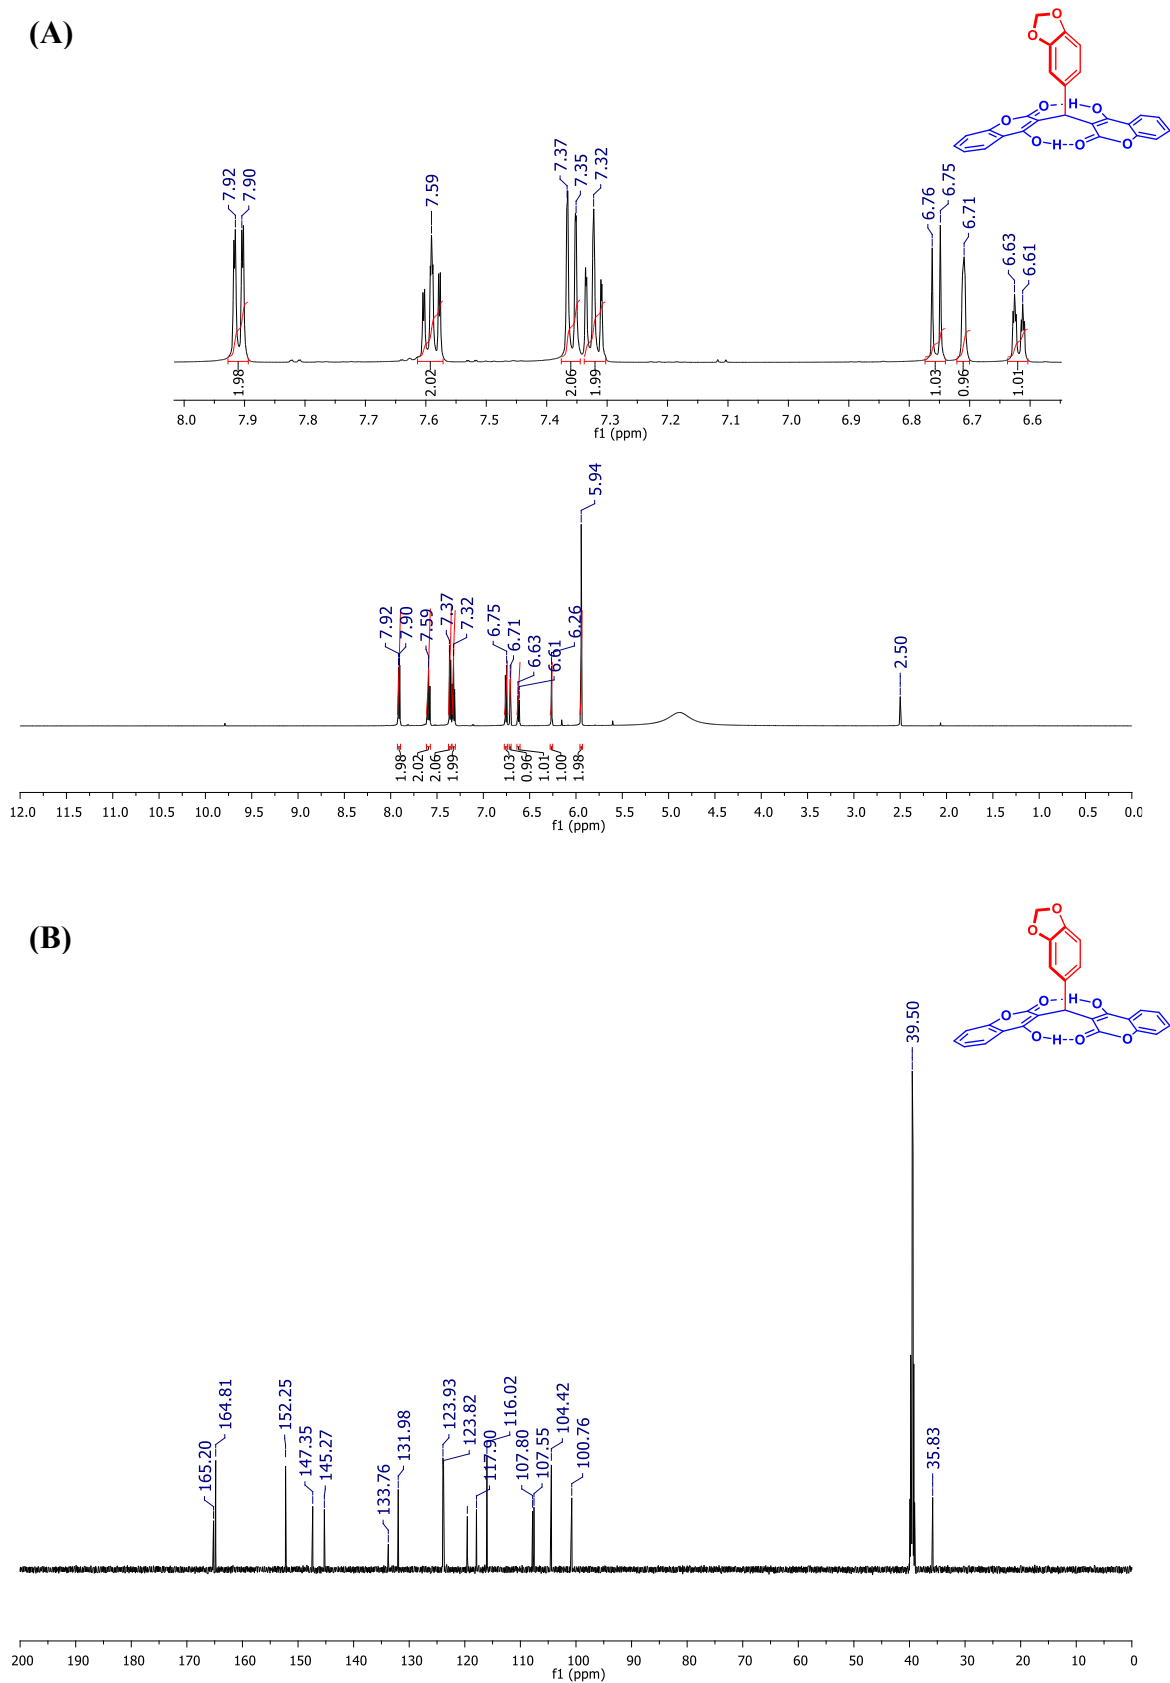 (A)
O O
O H O
O O
O H O
7.92 7.90 7.59 7.37 7.35 7.32 6.76 6.75 6.71 6.63 6.61
1.98 2.02 2.06 1.99 1.03 0.96 1.01
8.0 7.9 7.8 7.7 7.6 7.5 7.4 7.3 7.2 7.1 7.0 6.9 6.8 6.7 6.6
f1 (ppm)
7.92 7.90 7.59 7.37 7.32 6.75 6.71 6.63 6.61 6.26 5.94 2.50
1.98 2.02 2.06 1.99 1.03 0.96 1.01 1.00 1.98
12.0 11.5 11.0 10.5 10.0 9.5 9.0 8.5 8.0 7.5 7.0 6.5 6.0 5.5 5.0 4.5 4.0 3.5 3.0 2.5 2.0 1.5 1.0 0.5 0.0
f1 (ppm)
(B)
O O
O H O
O O
O H O
165.20 164.81 152.25 147.35 145.27 133.76 131.98 123.93 123.82 117.90 116.02 107.80 107.55 104.42 100.76 39.50 35.83
200 190 180 170 160 150 140 130 120 110 100 90 80 70 60 50 40 30 20 10 0
f1 (ppm)